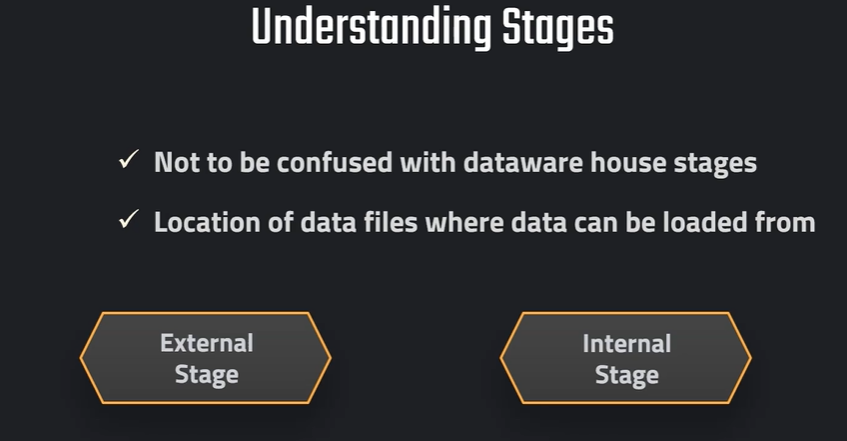 Understanding Stages
✓ Not to be confused with dataware house stages
✓ Location of data files where data can be loaded from
External
Stage
Internal
Stage